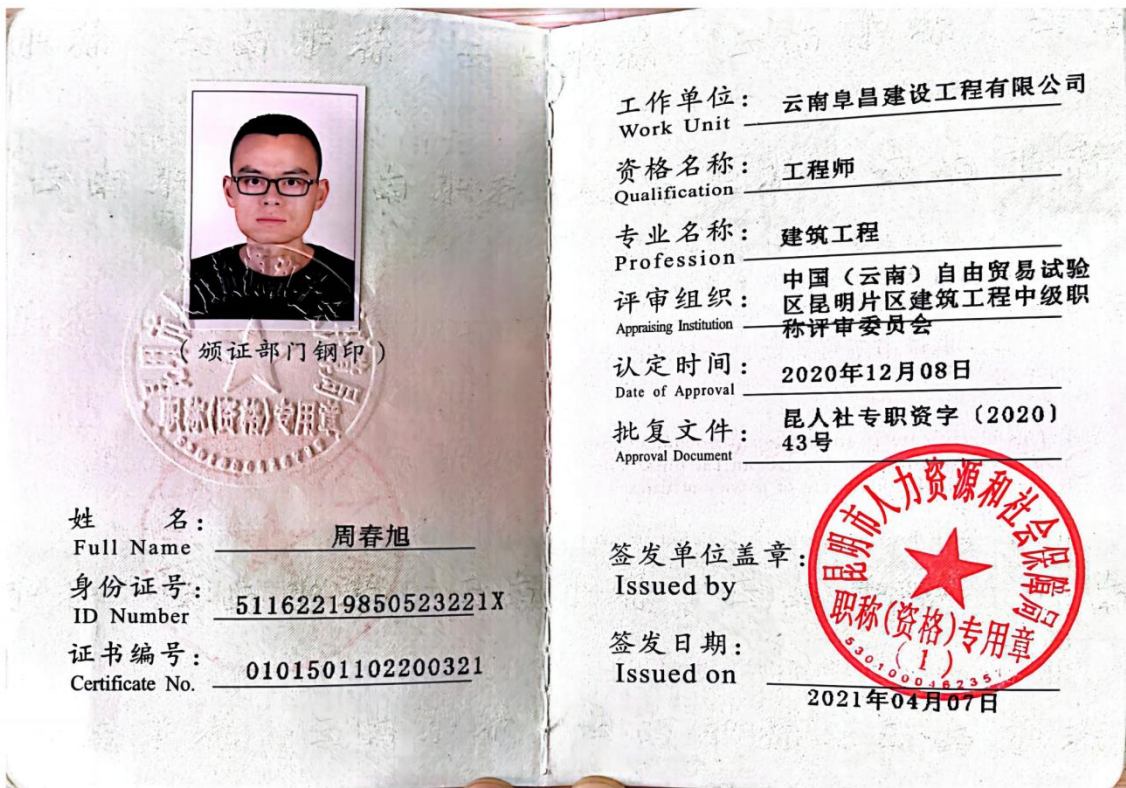 （颁证部门钢印）
职称(资格)专用章
姓 名：
Full Name
周春旭
身份证号：
ID Number
51162219850523221X
证书编号：
Certificate No.
0101501102200321
工作单位：
Work Unit
云南阜昌建设工程有限公司
资格名称：
Qualification
工程师
专业名称：
Profession
建筑工程
评审组织：
Appraising Institution
中国（云南）自由贸易试验
区昆明片区建筑工程中级职
称评审委员会
认定时间：
Date of Approval
2020年12月08日
批复文件：
Approval Document
昆人社专职资字〔2020〕
43号
签发单位盖章：
Issued by
昆明市人力资源和社会保障局
职称(资格)专用章
（1）
5301000462357
签发日期：
Issued on
2021年04月07日